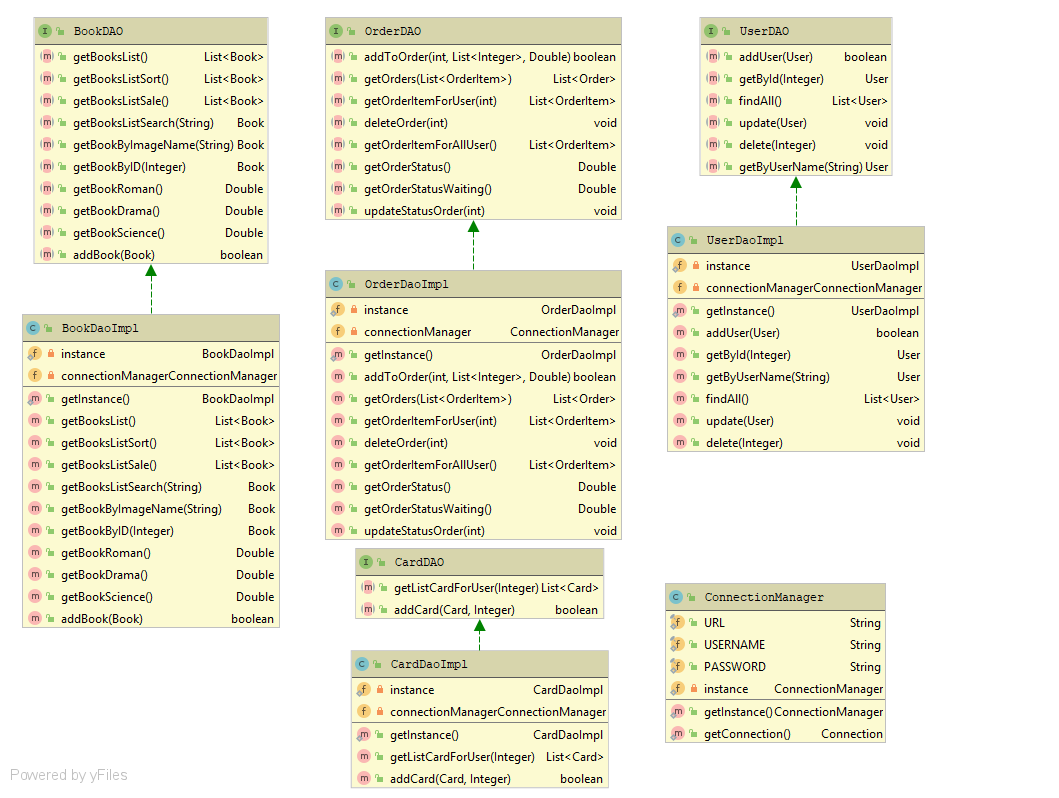 BookDAO
getBooksList() List<Book>
getBooksListSort() List<Book>
getBooksListSale() List<Book>
getBooksListSearch(String) Book
getBookByImageName(String) Book
getBookByID(Integer) Book
getBookRoman() Double
getBookDrama() Double
getBookScience() Double
addBook(Book) boolean
BookDaoImpl
instance BookDaoImpl
connectionManagerConnectionManager
getInstance() BookDaoImpl
getBooksList() List<Book>
getBooksListSort() List<Book>
getBooksListSale() List<Book>
getBooksListSearch(String) Book
getBookByImageName(String) Book
getBookByID(Integer) Book
getBookRoman() Double
getBookDrama() Double
getBookScience() Double
addBook(Book) boolean
OrderDAO
addToOrder(int, List<Integer>, Double) boolean
getOrders(List<OrderItem>) List<Order>
getOrderItemForUser(int) List<OrderItem>
deleteOrder(int) void
getOrderItemForAllUser() List<OrderItem>
getOrderStatus() Double
getOrderStatusWaiting() Double
updateStatusOrder(int) void
OrderDaoImpl
instance OrderDaoImpl
connectionManager ConnectionManager
getInstance() OrderDaoImpl
addToOrder(int, List<Integer>, Double) boolean
getOrders(List<OrderItem>) List<Order>
getOrderItemForUser(int) List<OrderItem>
deleteOrder(int) void
getOrderItemForAllUser() List<OrderItem>
getOrderStatus() Double
getOrderStatusWaiting() Double
updateStatusOrder(int) void
CardDAO
getListCardForUser(Integer) List<Card>
addCard(Card, Integer) boolean
CardDaoImpl
instance CardDaoImpl
connectionManagerConnectionManager
getInstance() CardDaoImpl
getListCardForUser(Integer) List<Card>
addCard(Card, Integer) boolean
UserDAO
addUser(User) boolean
getById(Integer) User
findAll() List<User>
update(User) void
delete(Integer) void
getByUserName(String) User
UserDaoImpl
instance UserDaoImpl
connectionManagerConnectionManager
getInstance() UserDaoImpl
addUser(User) boolean
getById(Integer) User
getByUserName(String) User
findAll() List<User>
update(User) void
delete(Integer) void
ConnectionManager
URL String
USERNAME String
PASSWORD String
instance ConnectionManager
getInstance() ConnectionManager
getConnection() Connection
Powered by yFiles